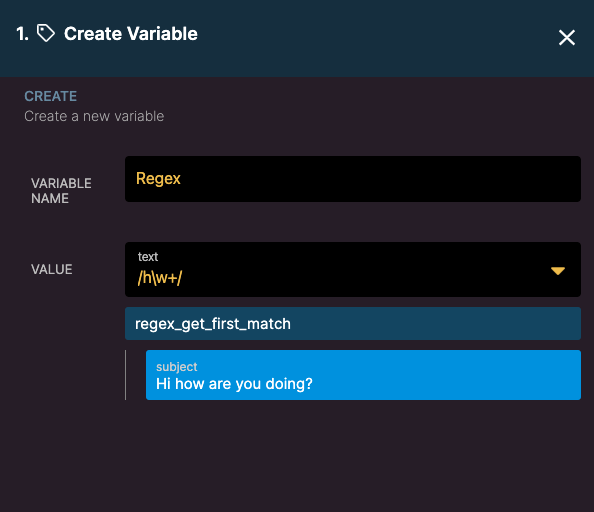 1. Create Variable
CREATE
Create a new variable
VARIABLE
NAME
Regex
VALUE
text
/h\w+/
regex_get_first_match
subject
Hi how are you doing?